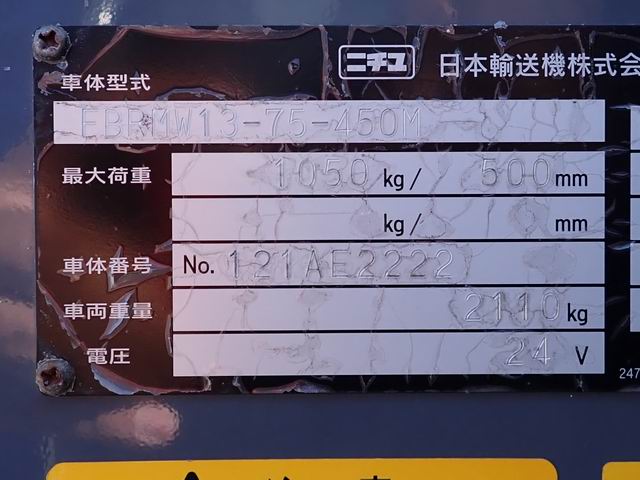 ニチユ 日本輸送機株式会
車体型式
EBRMW13-75-450M
最大荷重 1050 kg/ 500 mm
kg/ mm
車体番号 No. 121AE2222
車両重量 2110 kg
電圧 24 V
247